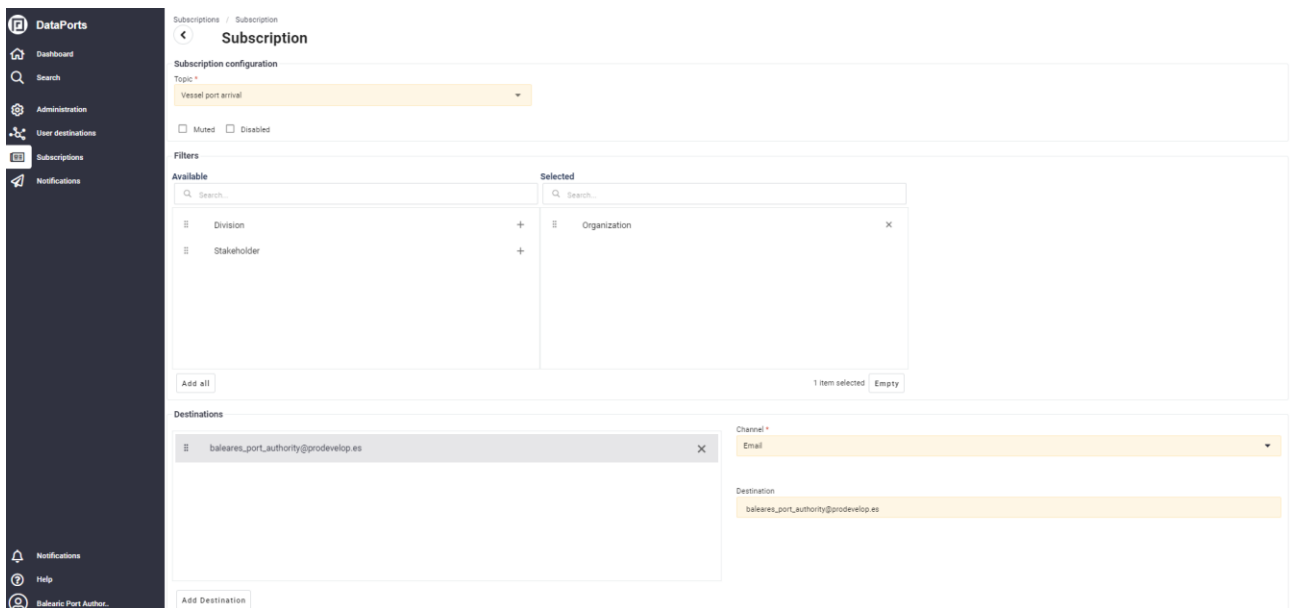 DataPorts
Dashboard
Search
Administration
User destinations
Subscriptions
Notifications
Notifications
Help
Balearic Port Author..
Subscriptions / Subscription
Subscription
Subscription configuration
Topic *
Vessel port arrival
Muted Disabled
Filters
Available
Search...
Division
Stakeholder
Add all
Selected
Search...
Organization
1 item selected Empty
Destinations
baleares_port_authority@prodevelop.es
Add Destination
Channel *
Email
Destination
baleares_port_authority@prodevelop.es